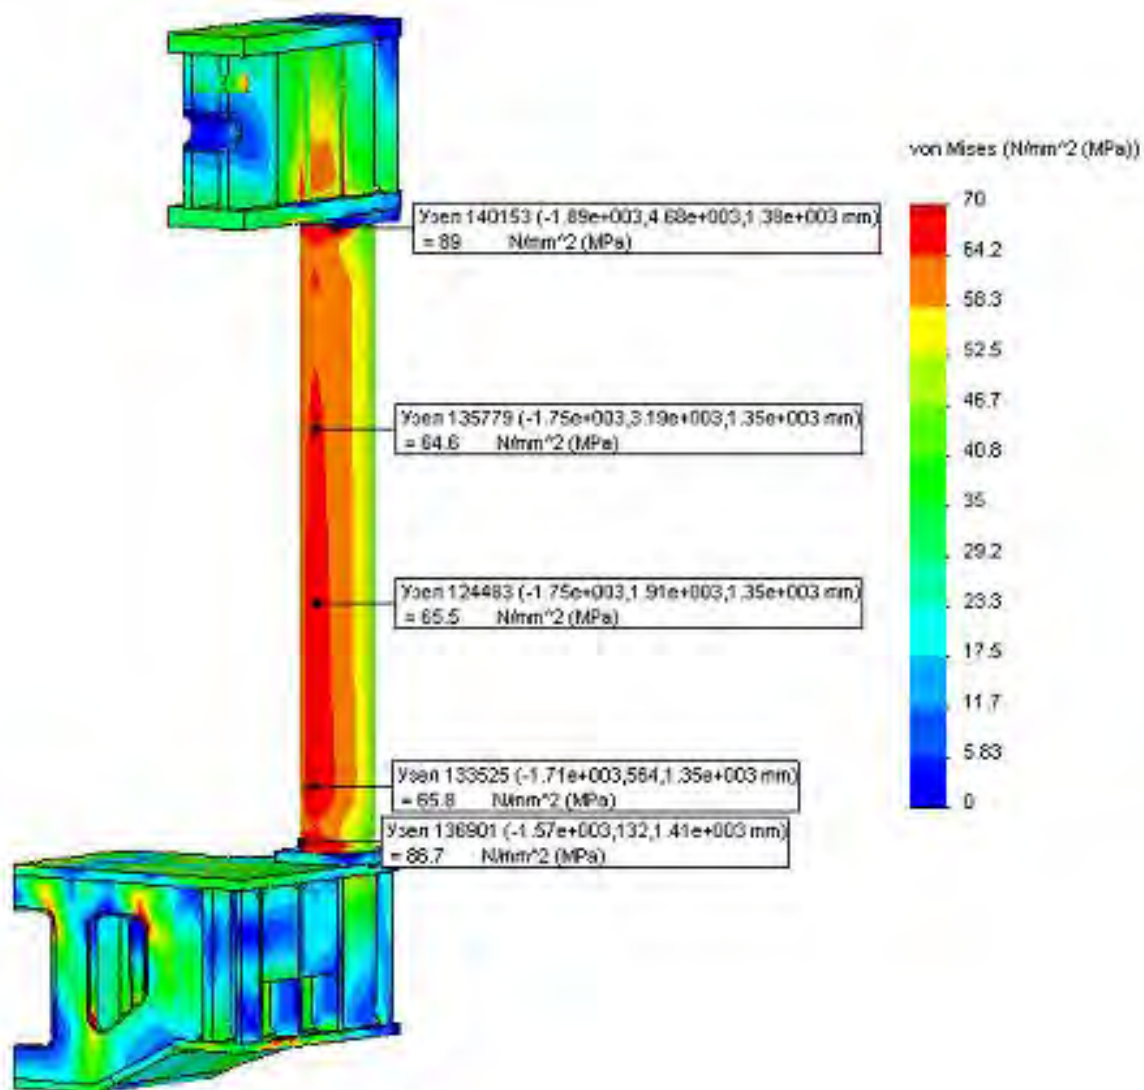 von Mises (N/mm^2 (MPa))
70
64.2
58.3
52.5
46.7
40.8
35
29.2
23.3
17.5
11.7
5.83
0
Узел 140153 (-1.89e+003,4.68e+003,1.38e+003 mm)
= 89 N/mm^2 (MPa)
Узел 135779 (-1.75e+003,3.19e+003,1.35e+003 mm)
= 64.6 N/mm^2 (MPa)
Узел 124483 (-1.75e+003,1.91e+003,1.35e+003 mm)
= 65.5 N/mm^2 (MPa)
Узел 133525 (-1.71e+003,564,1.35e+003 mm)
= 65.8 N/mm^2 (MPa)
Узел 136901 (-1.57e+003,132,1.41e+003 mm)
= 86.7 N/mm^2 (MPa)